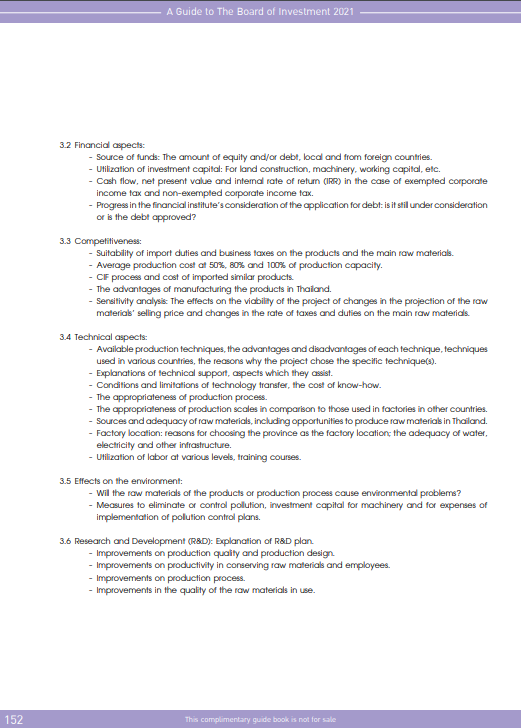 A Guide to The Board of Investment 2021
3.2 Financial aspects:
- Source of funds: The amount of equity and/or debt, local and from foreign countries.
- Utilization of investment capital: For land construction, machinery, working capital, etc.
- Cash flow, net present value and internal rate of return (IRR) in the case of exempted corporate
income tax and non-exempted corporate income tax.
- Progress in the financial institute's consideration of the application for debt: is it still under consideration
or is the debt approved?
3.3 Competitiveness:
- Suitability of import duties and business taxes on the products and the main raw materials.
- Average production cost at 50%, 80% and 100% of production capacity.
- CIF process and cost of imported similar products.
- The advantages of manufacturing the products in Thailand.
- Sensitivity analysis: The effects on the viability of the project of changes in the projection of the raw
materials' selling price and changes in the rate of taxes and duties on the main raw materials.
3.4 Technical aspects:
- Available production techniques, the advantages and disadvantages of each technique, techniques
used in various countries, the reasons why the project chose the specific technique(s).
- Explanations of technical support, aspects which they assist.
- Conditions and limitations of technology transfer, the cost of know-how.
- The appropriateness of production process.
- The appropriateness of production scales in comparison to those used in factories in other countries.
- Sources and adequacy of raw materials, including opportunities to produce raw materials in Thailand.
- Factory location: reasons for choosing the province as the factory location; the adequacy of water,
electricity and other infrastructure.
- Utilization of labor at various levels, training courses.
3.5 Effects on the environment:
- Will the raw materials of the products or production process cause environmental problems?
- Measures to eliminate or control pollution, investment capital for machinery and for expenses of
implementation of pollution control plans.
3.6 Research and Development (R&D): Explanation of R&D plan.
- Improvements on production quality and production design.
- Improvements on productivity in conserving raw materials and employees.
- Improvements on production process.
- Improvements in the quality of the raw materials in use.
152
This complimentary guide book is not for sale